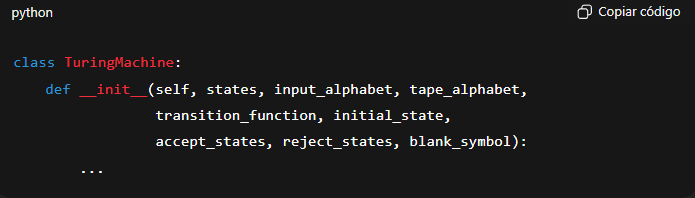 python Copiar código
class TuringMachine:
    def __init__(self, states, input_alphabet, tape_alphabet,
                 transition_function, initial_state,
                 accept_states, reject_states, blank_symbol):
        ...